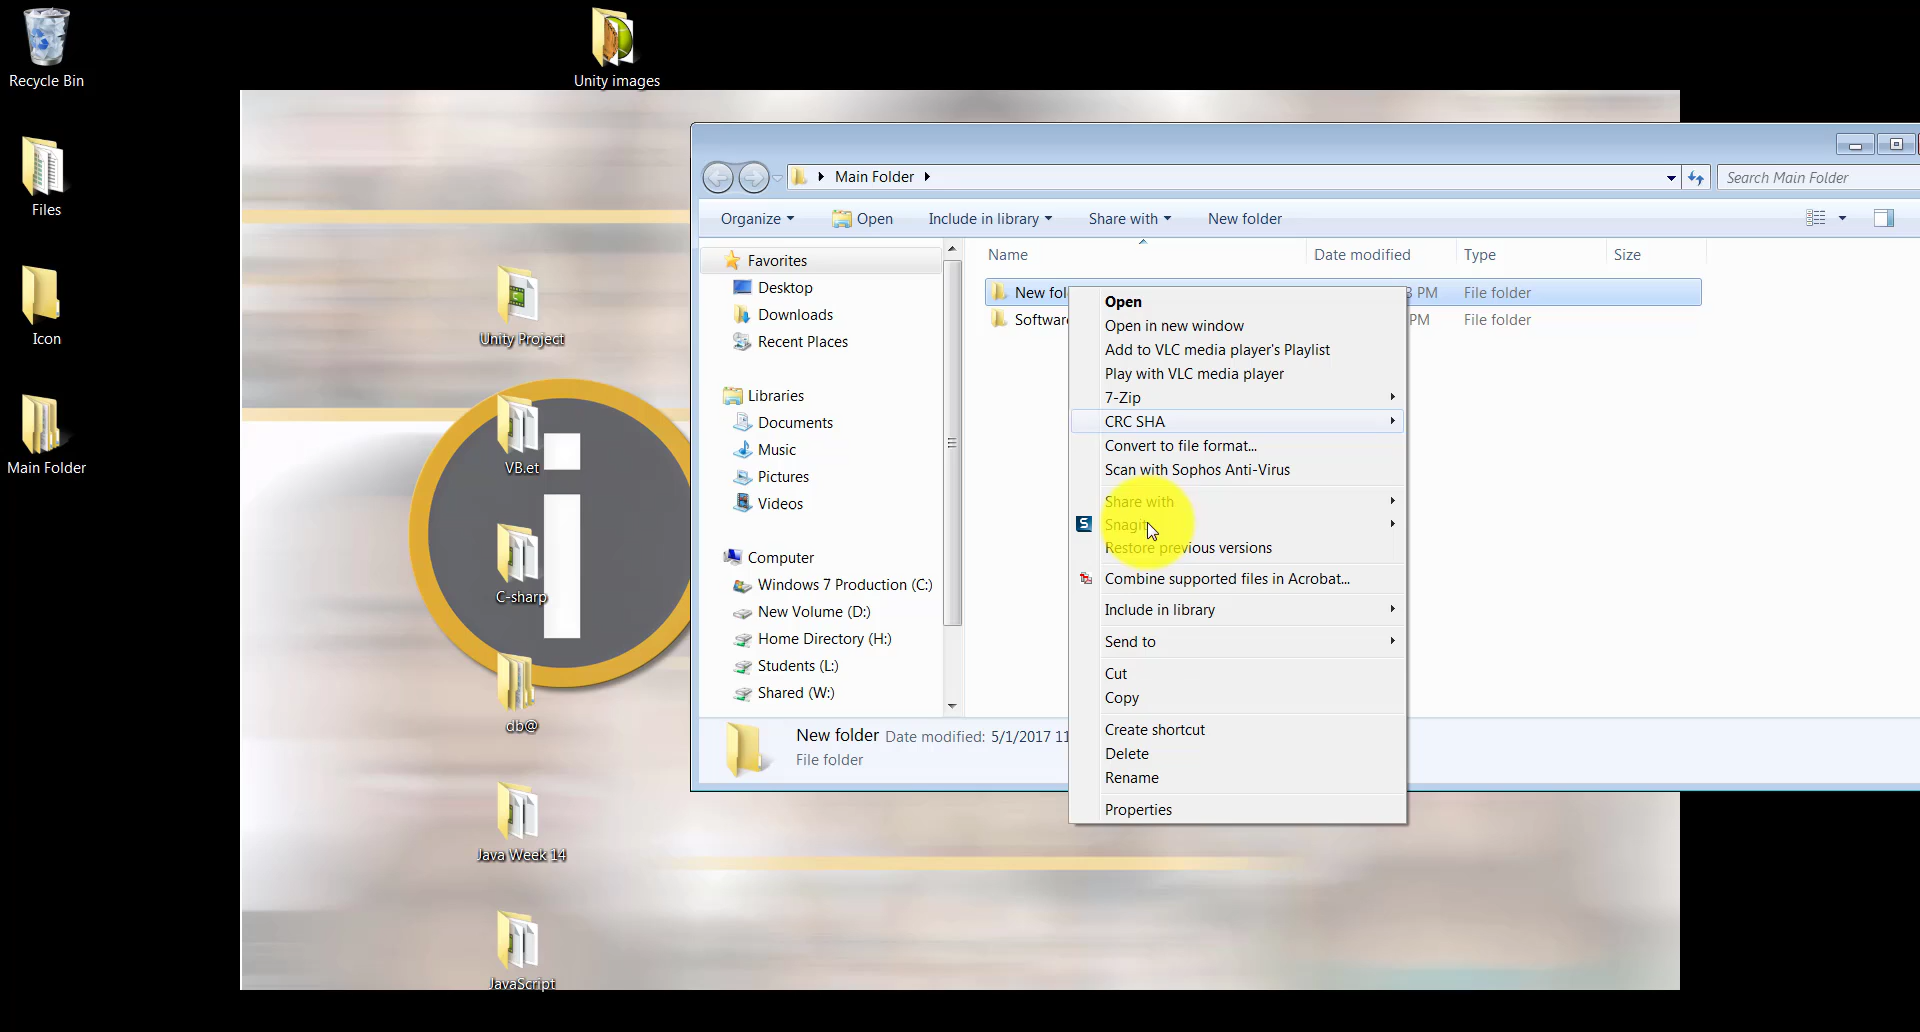 Recycle Bin
Unity images
Files
Icon
Main Folder
Unity Project
VB.et
C-sharp
db@
Java Week 14
JavaScript
Main Folder
Search Main Folder
Organize
Open
Include in library
Share with
New folder
Favorites
Desktop
Downloads
Recent Places
Libraries
Documents
Music
Pictures
Videos
Computer
Windows 7 Production (C:)
New Volume (D:)
Home Directory (H:)
Students (L:)
Shared (W:)
Name
Date modified
Type
Size
New fol
PM
File folder
Software
PM
File folder
Open
Open in new window
Add to VLC media player's Playlist
Play with VLC media player
7-Zip
CRC SHA
Convert to file format...
Scan with Sophos Anti-Virus
Share with
S Snagit
Restore previous versions
Combine supported files in Acrobat...
Include in library
Send to
Cut
Copy
Create shortcut
Delete
Rename
Properties
New folder Date modified: 5/1/2017 11
File folder